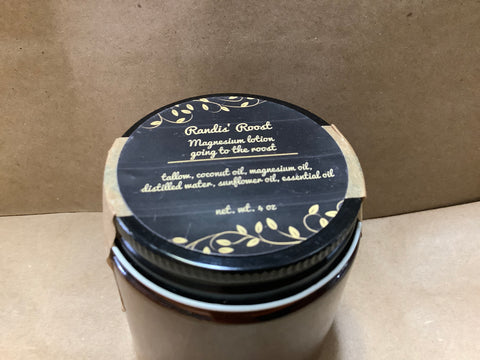 Randis' Roost
Magnesium lotion
going to the roost
tallow, coconut oil, magnesium oil,
distilled water, sunflower oil, essential oil
net. wt. 4 oz